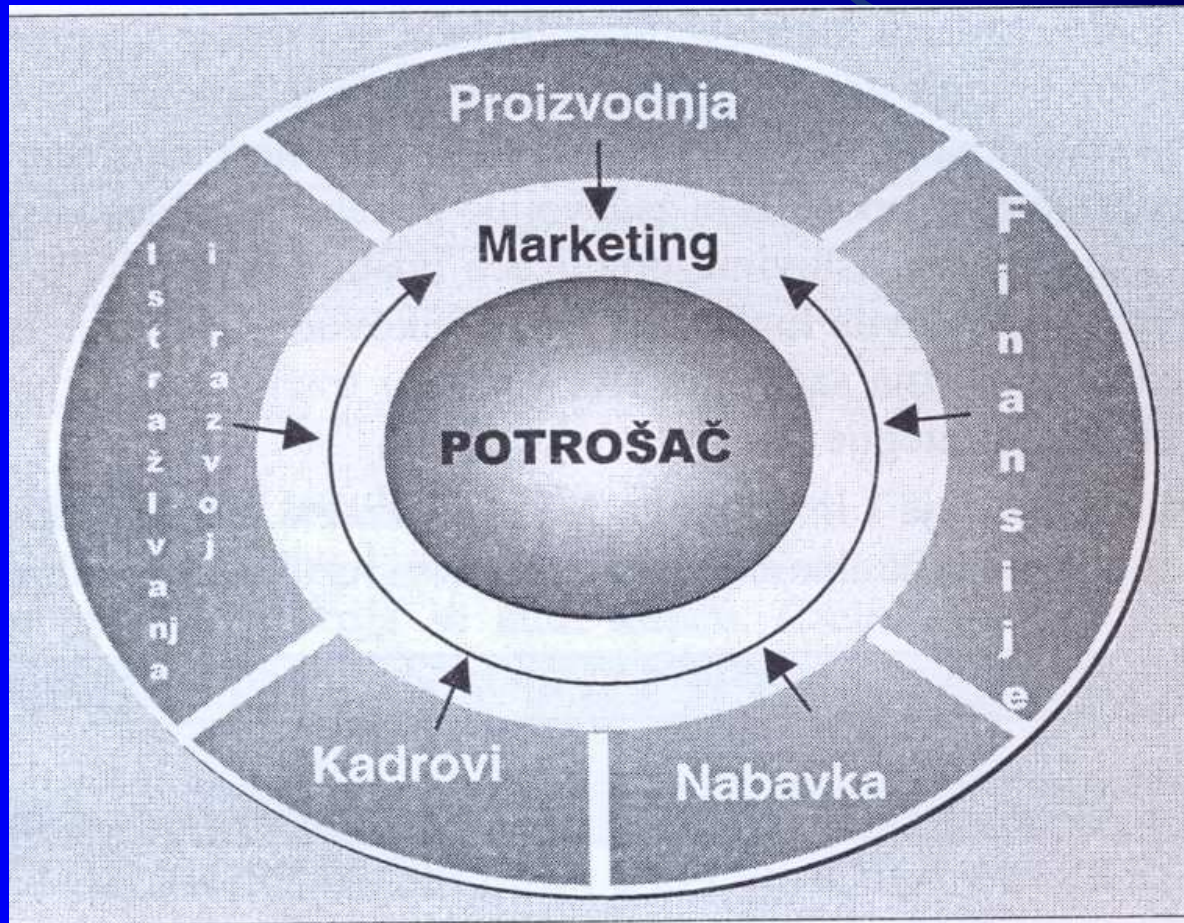 Proizvodnja
Marketing
POTROŠAČ
Istraživanja
i razvoj
Finansije
Kadrovi
Nabavka